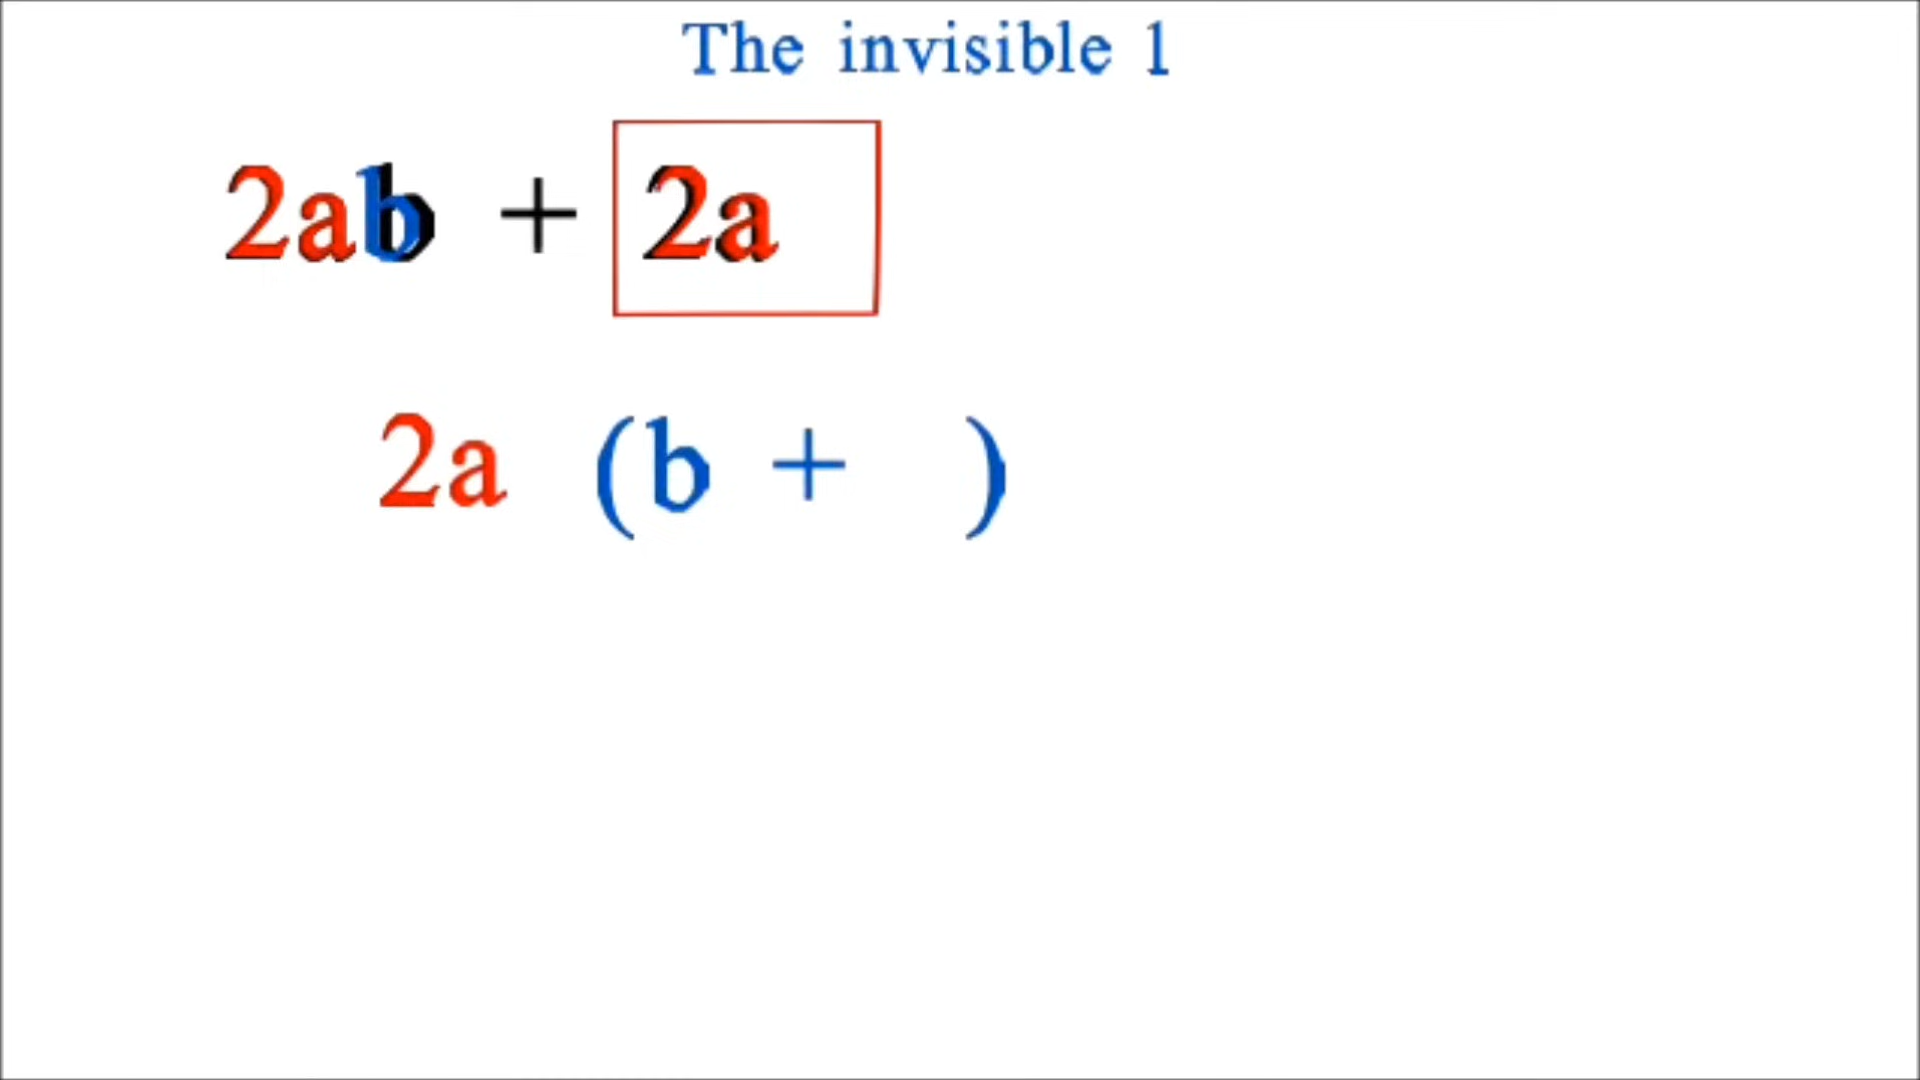 The invisible 1
2ab + 2a
2a (b + )